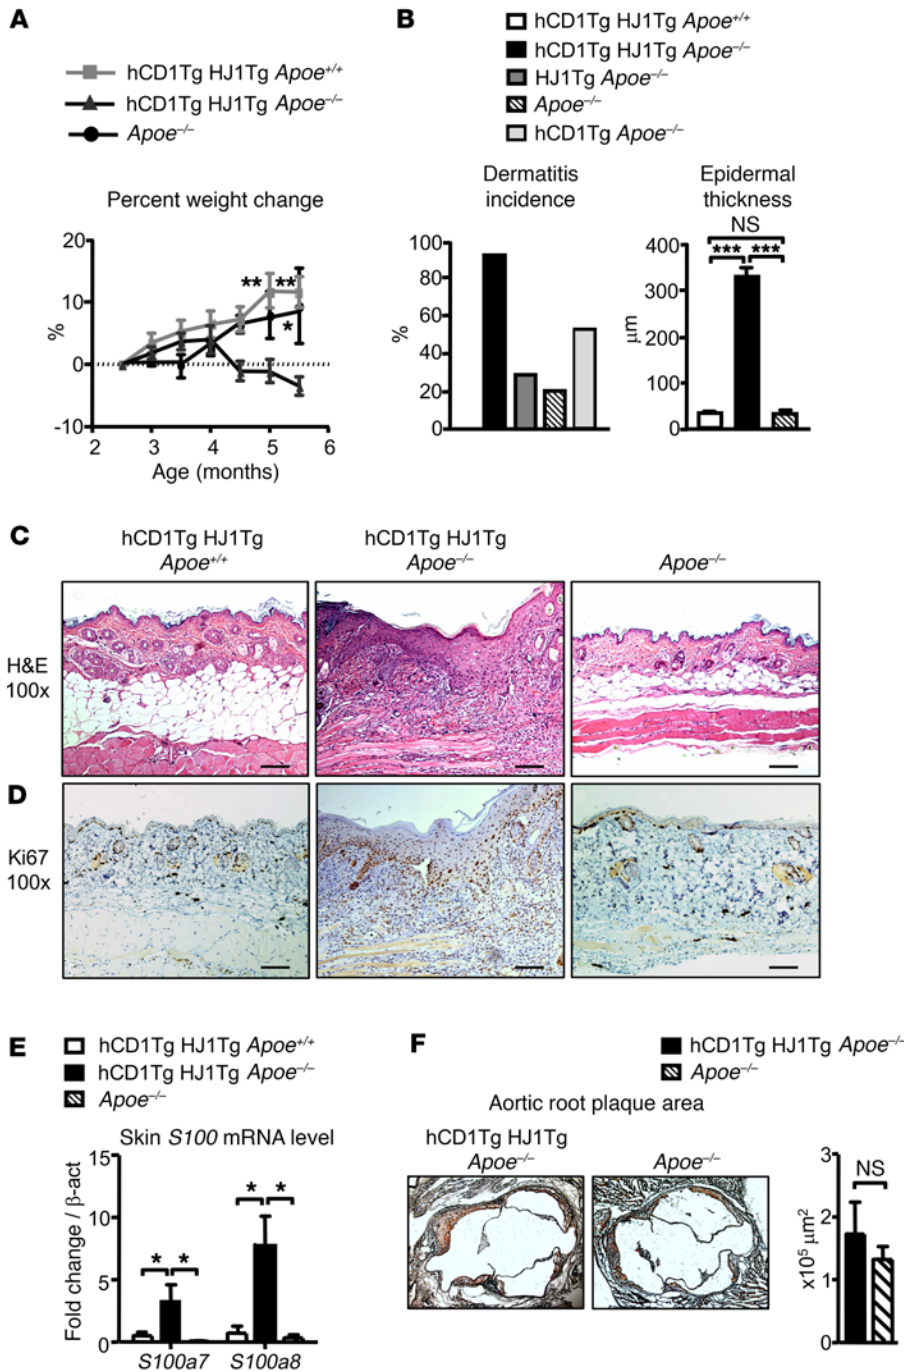 A
hCD1Tg HJ1Tg Apoe+/+
hCD1Tg HJ1Tg Apoe–/–
Apoe–/–
Percent weight change
20
10
0
-10
%
** **
*
2 3 4 5 6
Age (months)
B
hCD1Tg HJ1Tg Apoe+/+
hCD1Tg HJ1Tg Apoe–/–
HJ1Tg Apoe–/–
Apoe–/–
hCD1Tg Apoe–/–
Dermatitis
incidence
100
80
60
40
20
0
%
Epidermal
thickness
NS
*** ***
400
300
200
100
0
μm
C
hCD1Tg HJ1Tg
Apoe+/+
hCD1Tg HJ1Tg
Apoe–/–
Apoe–/–
H&E
100x
D
Ki67
100x
E
hCD1Tg HJ1Tg Apoe+/+
hCD1Tg HJ1Tg Apoe–/–
Apoe–/–
Skin S100 mRNA level
15
10
5
0
Fold change / β-act
* *
* *
S100a7 S100a8
F
hCD1Tg HJ1Tg Apoe–/–
Apoe–/–
Aortic root plaque area
hCD1Tg HJ1Tg
Apoe–/–
Apoe–/–
3
2
1
0
x10⁵ μm²
NS